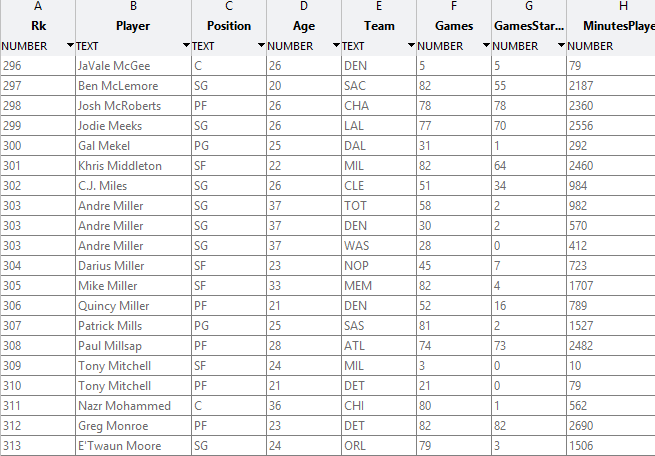 A B C D E F G H
Rk Player Position Age Team Games GamesStar... MinutesPlaye
NUMBER TEXT TEXT NUMBER TEXT NUMBER NUMBER NUMBER
296 JaVale McGee C 26 DEN 5 5 79
297 Ben McLemore SG 20 SAC 82 55 2187
298 Josh McRoberts PF 26 CHA 78 78 2360
299 Jodie Meeks SG 26 LAL 77 70 2556
300 Gal Mekel PG 25 DAL 31 1 292
301 Khris Middleton SF 22 MIL 82 64 2460
302 C.J. Miles SG 26 CLE 51 34 984
303 Andre Miller SG 37 TOT 58 2 982
303 Andre Miller SG 37 DEN 30 2 570
303 Andre Miller SG 37 WAS 28 0 412
304 Darius Miller SF 23 NOP 45 7 723
305 Mike Miller SF 33 MEM 82 4 1707
306 Quincy Miller PF 21 DEN 52 16 789
307 Patrick Mills PG 25 SAS 81 2 1527
308 Paul Millsap PF 28 ATL 74 73 2482
309 Tony Mitchell SF 24 MIL 3 0 10
310 Tony Mitchell PF 21 DET 21 0 79
311 Nazr Mohammed C 36 CHI 80 1 562
312 Greg Monroe PF 23 DET 82 82 2690
313 E'Twaun Moore SG 24 ORL 79 3 1506